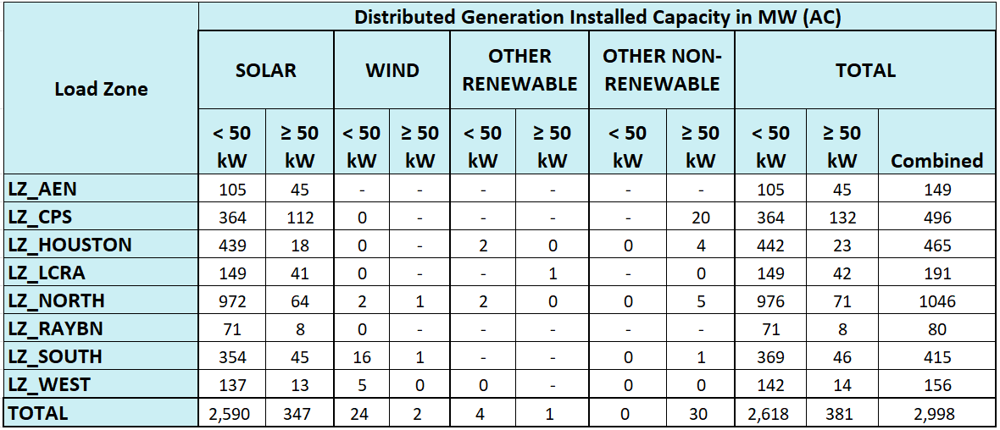 Distributed Generation Installed Capacity in MW (AC)
Load Zone
SOLAR WIND OTHER RENEWABLE OTHER NON-RENEWABLE TOTAL
< 50 kW ≥ 50 kW < 50 kW ≥ 50 kW < 50 kW ≥ 50 kW < 50 kW ≥ 50 kW < 50 kW ≥ 50 kW Combined
LZ_AEN 105 45 - - - - - - 105 45 149
LZ_CPS 364 112 0 - - - - 20 364 132 496
LZ_HOUSTON 439 18 0 - 2 0 0 4 442 23 465
LZ_LCRA 149 41 0 - - 1 - 0 149 42 191
LZ_NORTH 972 64 2 1 2 0 0 5 976 71 1046
LZ_RAYBN 71 8 0 - - - - - 71 8 80
LZ_SOUTH 354 45 16 1 - - 0 1 369 46 415
LZ_WEST 137 13 5 0 0 - 0 0 142 14 156
TOTAL 2,590 347 24 2 4 1 0 30 2,618 381 2,998